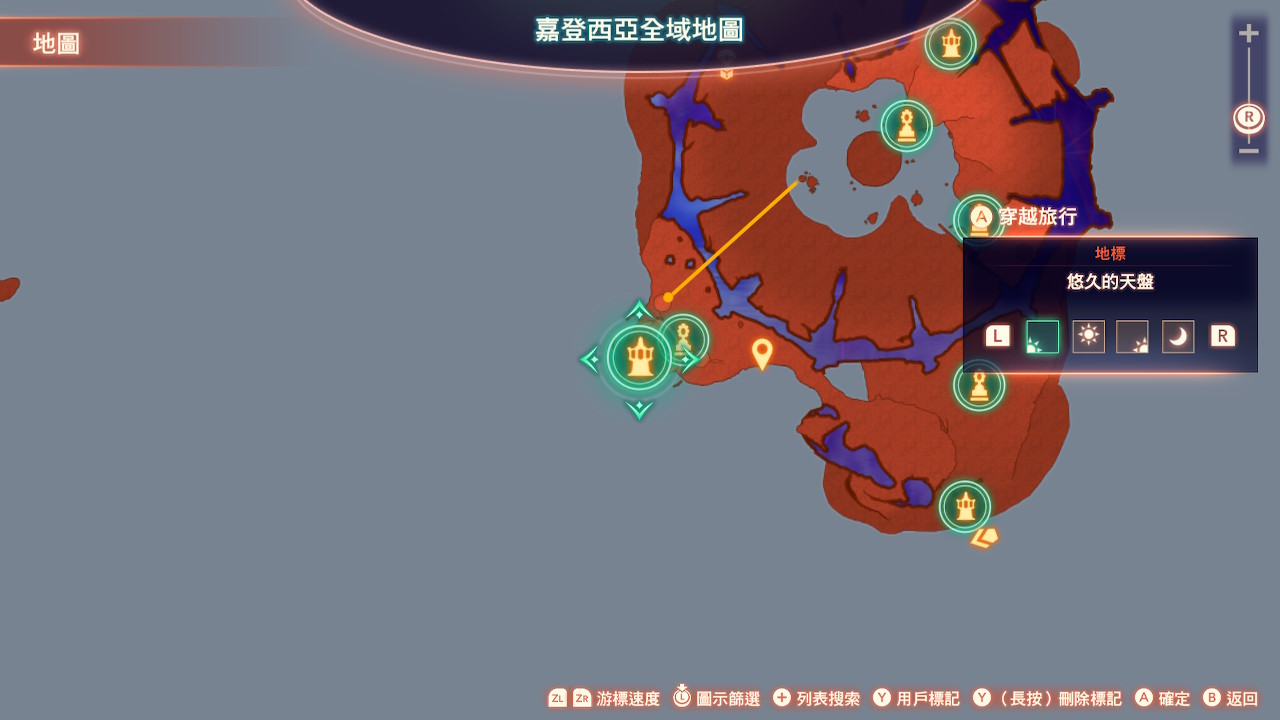 嘉登西亞全域地圖
地圖
R
A 穿越旅行
地標
悠久的天盤
L R
ZL ZR 游標速度 L 圖示篩選 + 列表搜索 Y 用戶標記 Y（長按）刪除標記 A 確定 B 返回